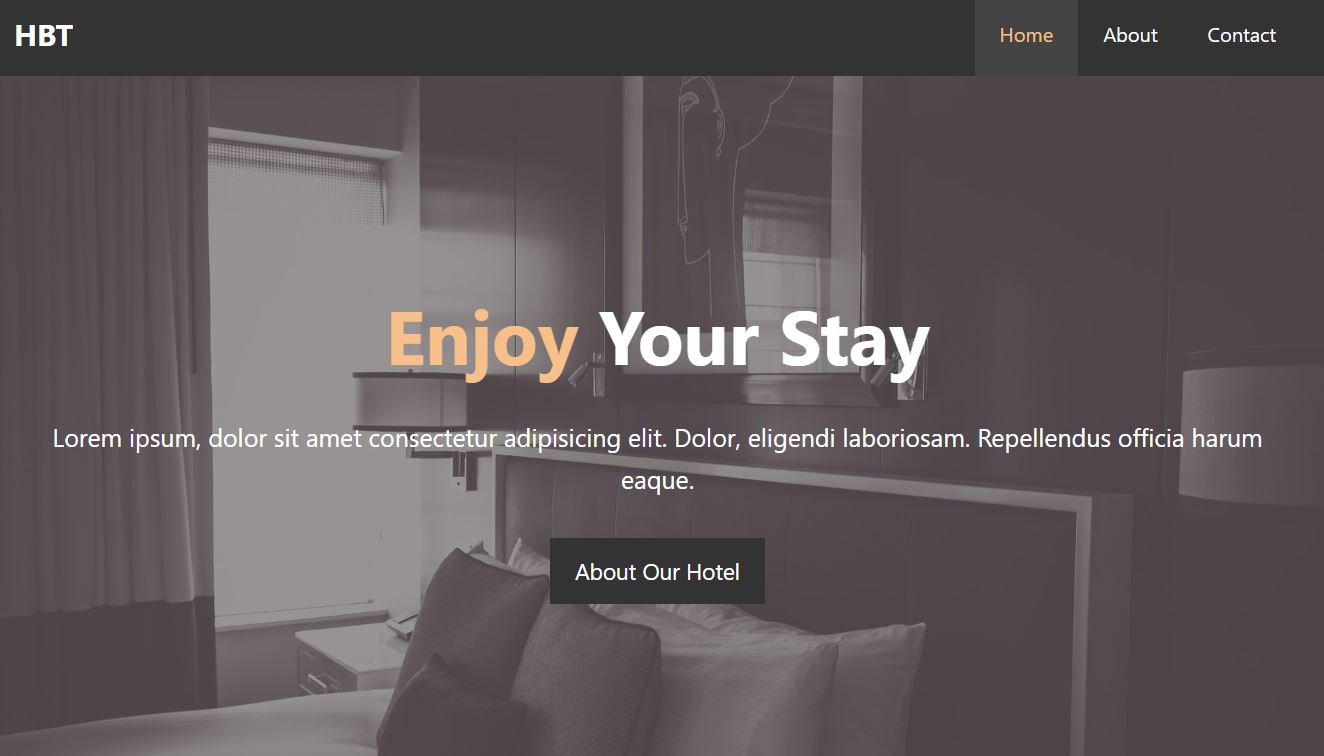 HBT
Home About Contact
Enjoy Your Stay
Lorem ipsum, dolor sit amet consectetur adipisicing elit. Dolor, eligendi laboriosam. Repellendus officia harum
eaque.
About Our Hotel